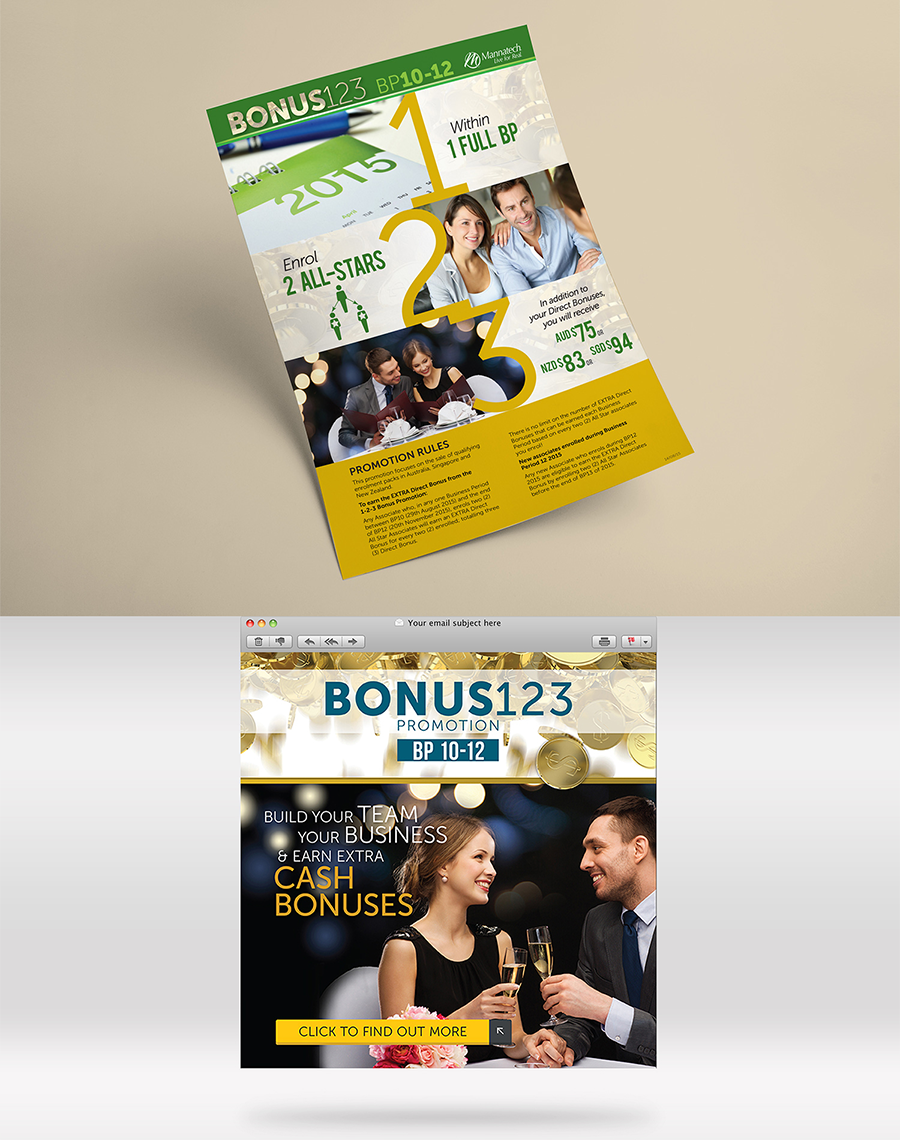 BONUS123 BP10-12
Mannatech
Live for Real
Within
1 FULL BP
1
2015
April
Enrol
2 ALL-STARS
2
In addition to
your Direct Bonuses,
you will receive
AUD$75 OR
NZD$83 OR SGD$94
3
PROMOTION RULES
This promotion focuses on the sale of qualifying
enrolment packs in Australia, Singapore and
New Zealand.
To earn the EXTRA Direct Bonus from the
1-2-3 Bonus Promotion:
Any Associate who, in any one Business Period
between BP10 (29th August 2015) and the end
of BP12 (20th November 2015), enrols two (2)
All Star Associates will earn an EXTRA Direct
Bonus for every two (2) enrolled, totalling three
(3) Direct Bonus.
There is no limit on the number of EXTRA Direct
Bonuses that can be earned each Business
Period based on every two (2) All Star associates
you enrol!
New associates enrolled during Business
Period 12 2015
Any new Associate who enrols during BP12
2015 are eligible to earn the EXTRA Direct
Bonus by enrolling two (2) All Star Associates
before the end of BP13 of 2015.
Your email subject here
BONUS123
PROMOTION
BP 10-12
BUILD YOUR TEAM
YOUR BUSINESS
& EARN EXTRA
CASH
BONUSES
CLICK TO FIND OUT MORE